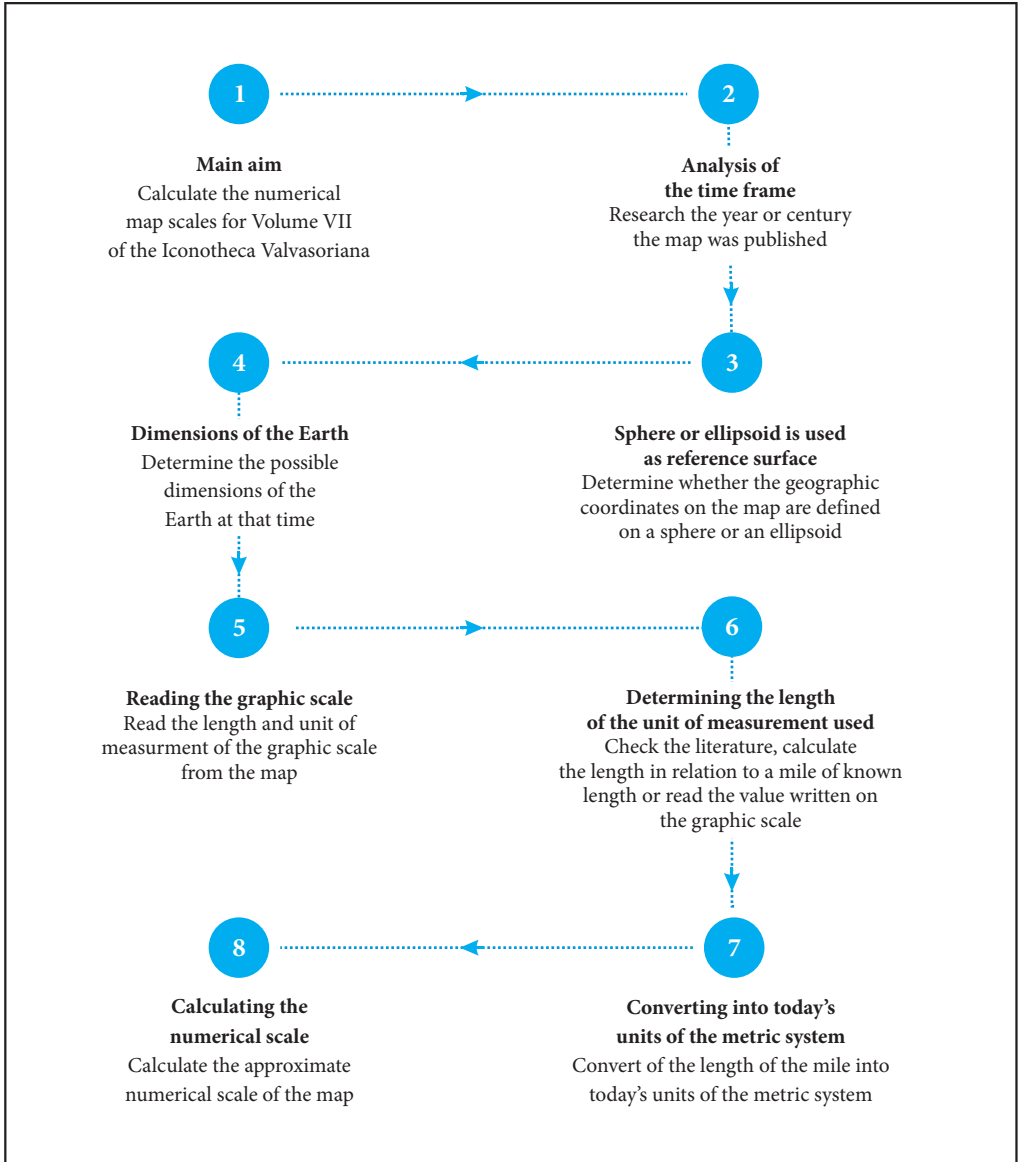 1
Main aim
Calculate the numerical
map scales for Volume VII
of the Iconotheca Valvasoriana
2
Analysis of
the time frame
Research the year or century
the map was published
3
Sphere or ellipsoid is used
as reference surface
Determine whether the geographic
coordinates on the map are defined
on a sphere or an ellipsoid
4
Dimensions of the Earth
Determine the possible
dimensions of the
Earth at that time
5
Reading the graphic scale
Read the length and unit of
measurment of the graphic scale
from the map
6
Determining the length
of the unit of measurement used
Check the literature, calculate
the length in relation to a mile of known
length or read the value written on
the graphic scale
7
Converting into today’s
units of the metric system
Convert of the length of the mile into
today’s units of the metric system
8
Calculating the
numerical scale
Calculate the approximate
numerical scale of the map